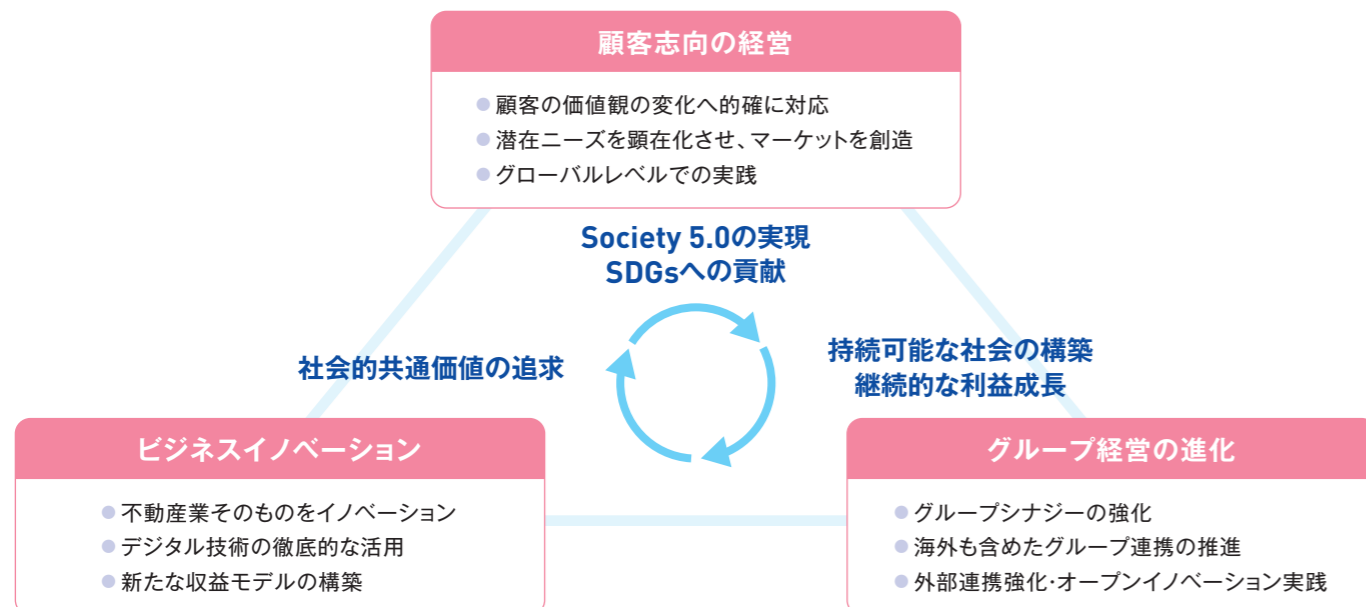 顧客志向の経営
●顧客の価値観の変化へ的確に対応
●潜在ニーズを顕在化させ、マーケットを創造
●グローバルレベルでの実践
Society 5.0の実現
SDGsへの貢献
社会的共通価値の追求
持続可能な社会の構築
継続的な利益成長
ビジネスイノベーション
●不動産業そのものをイノベーション
●デジタル技術の徹底的な活用
●新たな収益モデルの構築
グループ経営の進化
●グループシナジーの強化
●海外も含めたグループ連携の推進
●外部連携強化・オープンイノベーション実践